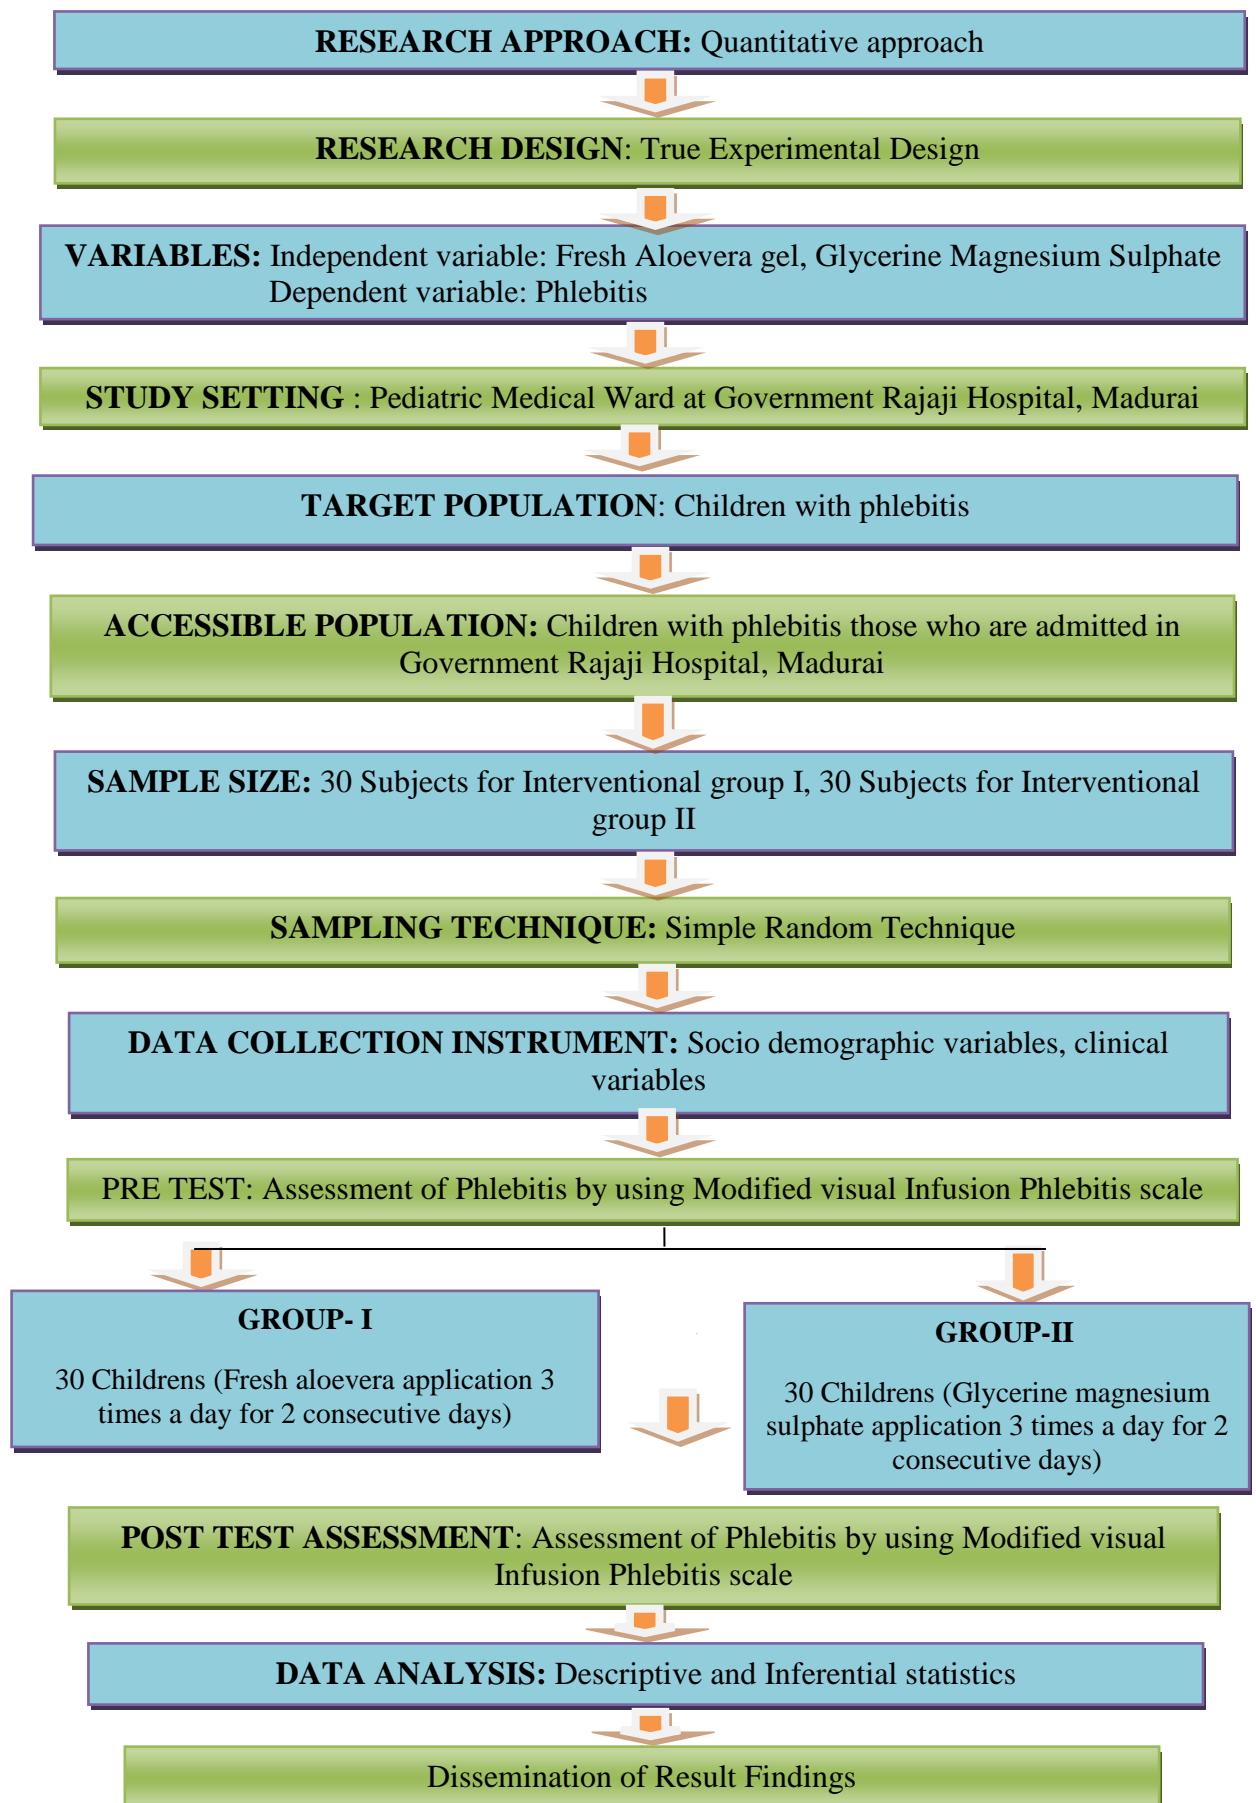 RESEARCH APPROACH: Quantitative approach
RESEARCH DESIGN: True Experimental Design
VARIABLES: Independent variable: Fresh Aloevera gel, Glycerine Magnesium Sulphate
Dependent variable: Phlebitis
STUDY SETTING : Pediatric Medical Ward at Government Rajaji Hospital, Madurai
TARGET POPULATION: Children with phlebitis
ACCESSIBLE POPULATION: Children with phlebitis those who are admitted in
Government Rajaji Hospital, Madurai
SAMPLE SIZE: 30 Subjects for Interventional group I, 30 Subjects for Interventional
group II
SAMPLING TECHNIQUE: Simple Random Technique
DATA COLLECTION INSTRUMENT: Socio demographic variables, clinical
variables
PRE TEST: Assessment of Phlebitis by using Modified visual Infusion Phlebitis scale
GROUP- I
30 Childrens (Fresh aloevera application 3
times a day for 2 consecutive days)
GROUP-II
30 Childrens (Glycerine magnesium
sulphate application 3 times a day for 2
consecutive days)
POST TEST ASSESSMENT: Assessment of Phlebitis by using Modified visual
Infusion Phlebitis scale
DATA ANALYSIS: Descriptive and Inferential statistics
Dissemination of Result Findings